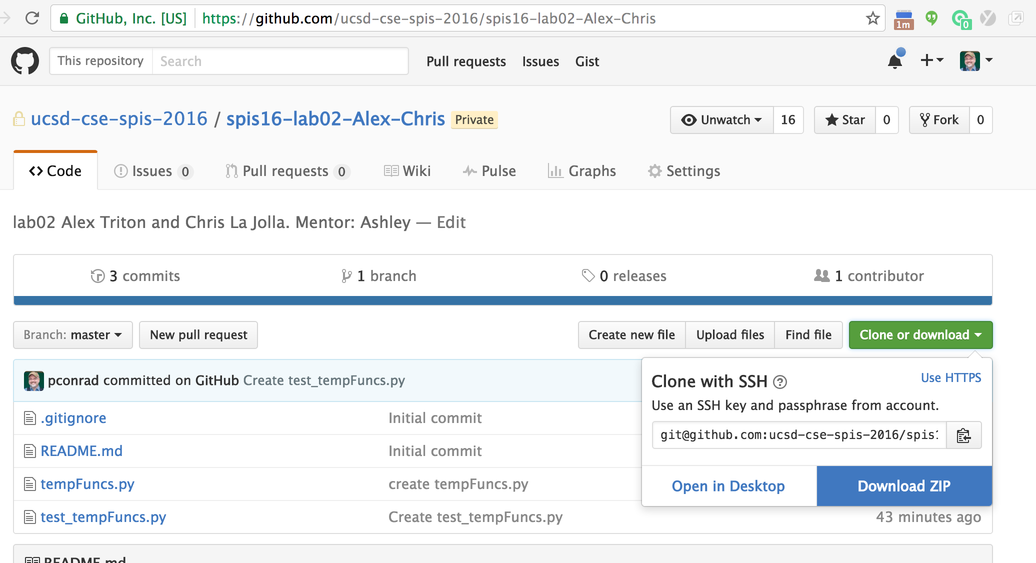 GitHub, Inc. [US] https://github.com/ucsd-cse-spis-2016/spis16-lab02-Alex-Chris
1m 0
This repository Search Pull requests Issues Gist
ucsd-cse-spis-2016 / spis16-lab02-Alex-Chris Private Unwatch 16 Star 0 Fork 0
Code Issues 0 Pull requests 0 Wiki Pulse Graphs Settings
lab02 Alex Triton and Chris La Jolla. Mentor: Ashley — Edit
3 commits 1 branch 0 releases 1 contributor
Branch: master New pull request Create new file Upload files Find file Clone or download
pconrad committed on GitHub Create test_tempFuncs.py
Clone with SSH ? Use HTTPS
Use an SSH key and passphrase from account.
git@github.com:ucsd-cse-spis-2016/spis1
Open in Desktop Download ZIP
.gitignore Initial commit
README.md Initial commit
tempFuncs.py create tempFuncs.py
test_tempFuncs.py Create test_tempFuncs.py 43 minutes ago
README.md